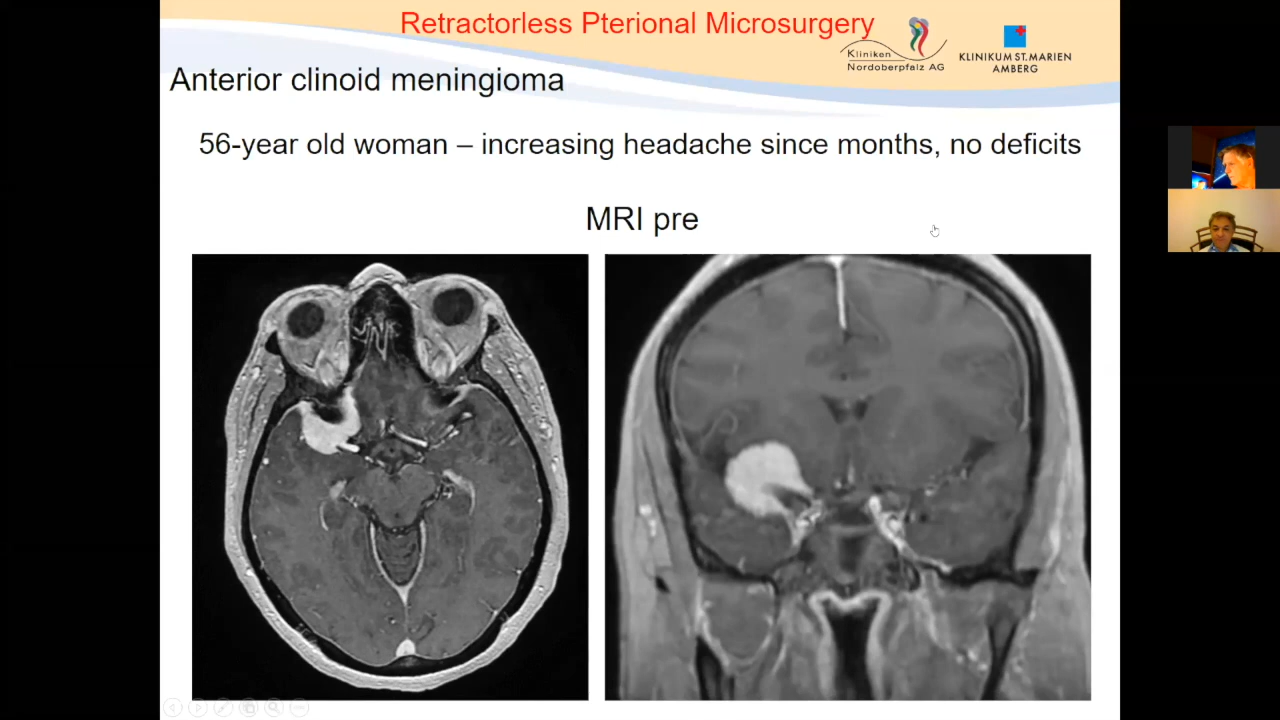 Retractorless Pterional Microsurgery
Kliniken
Nordoberpfalz AG
KLINIKUM ST. MARIEN
AMBERG
Anterior clinoid meningioma
56-year old woman – increasing headache since months, no deficits
MRI pre